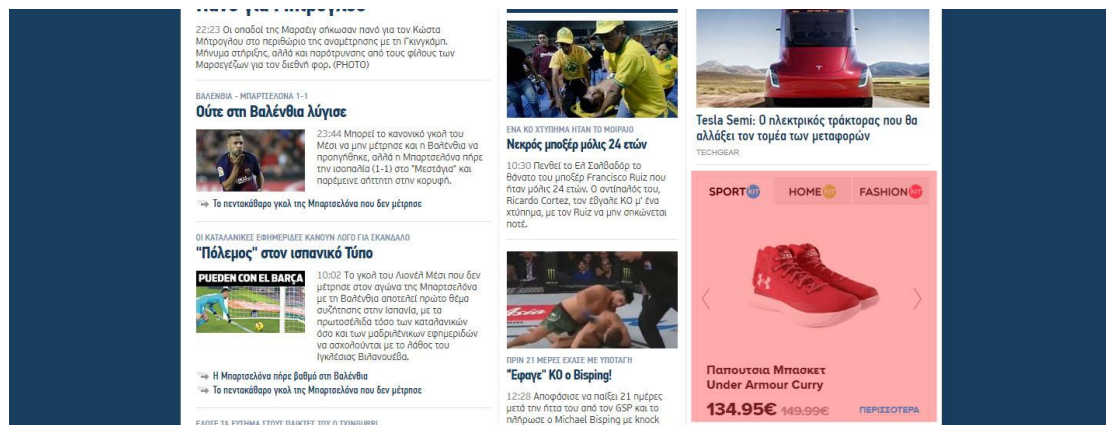 22:23 Οι οπαδοί της Μαρσέιγ σήκωσαν πανό για τον Κώστα
Μήτρογλου στο περιθώριο της αναμέτρησης με τη Γκινγκάμπ.
Μήνυμα στήριξης, αλλά και παρότρυνσης από τους φίλους των
Μαρσεγέζων για τον διεθνή φορ. (PHOTO)
ΒΑΛΕΝΘΙΑ - ΜΠΑΡΤΣΕΛΟΝΑ 1-1
Ούτε στη Βαλένθια λύγισε
23:44 Μπορεί το κανονικό γκολ του
Μέσι να μην μέτρησε και η Βαλένθια να
προηγήθηκε, αλλά η Μπαρτσελόνα πήρε
την ισοπαλία (1-1) στο "Μεστάγια" και
παρέμεινε αήττητη στην κορυφή.
Το πεντακάθαρο γκολ της Μπαρτσελόνα που δεν μέτρησε
ΟΙ ΚΑΤΑΛΑΝΙΚΕΣ ΕΦΗΜΕΡΙΔΕΣ ΚΑΝΟΥΝ ΛΟΓΟ ΓΙΑ ΣΚΑΝΔΑΛΟ
"Πόλεμος" στον ισπανικό Τύπο
PUEDEN CON EL BARÇA
10:02 Το γκολ του Λιονέλ Μέσι που δεν
μέτρησε στον αγώνα της Μπαρτσελόνα
με τη Βαλένθια αποτελεί πρώτο θέμα
συζήτησης στην Ισπανία, με τα
πρωτοσέλιδα τόσο των καταλανικών
όσο και των μαδριλένικων εφημεριδών
να ασχολούνται με το λάθος του
Ιγκλέσιας Βιλανουέβα.
Η Μπαρτσελόνα πήρε βαθμό στη Βαλένθια
Το πεντακάθαρο γκολ της Μπαρτσελόνα που δεν μέτρησε
ΕΝΑ ΚΟ ΧΤΥΠΗΜΑ ΗΤΑΝ ΤΟ ΜΟΙΡΑΙΟ
Νεκρός μποξέρ μόλις 24 ετών
10:30 Πενθεί το Ελ Σαλβαδόρ το
θάνατο του μποξέρ Francisco Ruiz που
ήταν μόλις 24 ετών. Ο αντίπαλός του,
Ricardo Cortez, τον έβγαλε ΚΟ μ' ένα
χτύπημα, με τον Ruiz να μην σηκώνεται
ποτέ.
ΠΡΙΝ 21 ΜΕΡΕΣ ΕΧΑΣΕ ΜΕ ΥΠΟΤΑΓΗ
"Έφαγε" ΚΟ ο Bisping!
12:28 Αποφάσισε να παίξει 21 ημέρες
μετά την ήττα του από τον GSP και το
πλήρωσε ο Michael Bisping με knock
Tesla Semi: Ο ηλεκτρικός τράκτορας που θα
αλλάξει τον τομέα των μεταφορών
TECHGEAR
SPORT KIT HOME KIT FASHION KIT
Παπουτσια Μπασκετ
Under Armour Curry
134.95€ 149.99€ ΠΕΡΙΣΣΟΤΕΡΑ